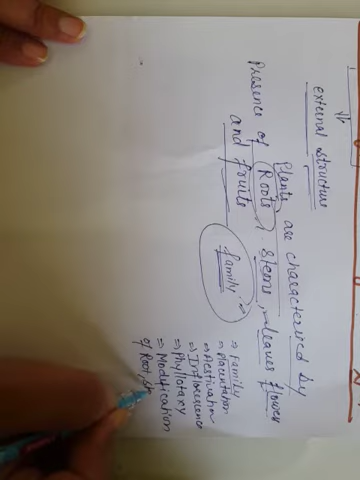 external structure
Plants are characterized by
Presence of Roots, stems, leaves flower
and fruits
family
⇒ Family
⇒ Placentation
⇒ Aestivation
⇒ Inflorescence
⇒ Phyllotaxy
⇒ Modification
of Root, st